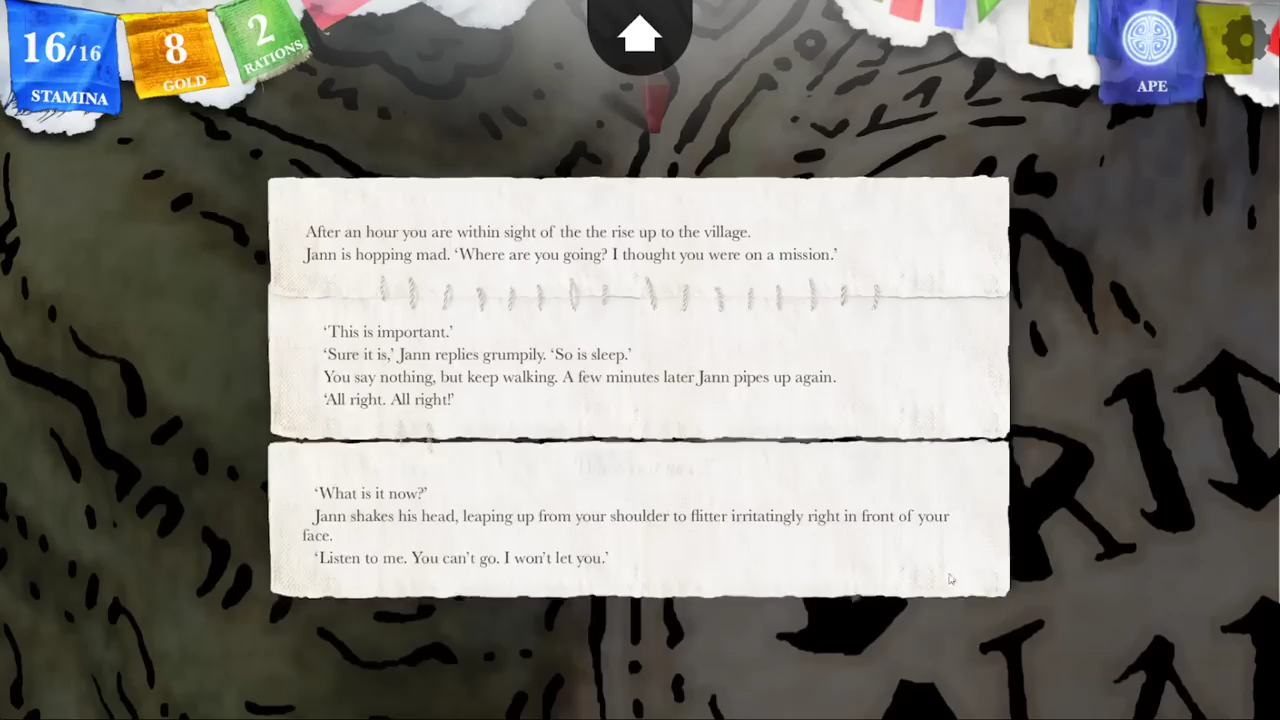 16/16
STAMINA
8
GOLD
2
RATIONS
APE
After an hour you are within sight of the the rise up to the village.
Jann is hopping mad. ‘Where are you going? I thought you were on a mission.’
‘This is important.’
‘Sure it is,’ Jann replies grumpily. ‘So is sleep.’
You say nothing, but keep walking. A few minutes later Jann pipes up again.
‘All right. All right!’
‘What is it now?’
Jann shakes his head, leaping up from your shoulder to flitter irritatingly right in front of your
face.
‘Listen to me. You can’t go. I won’t let you.’